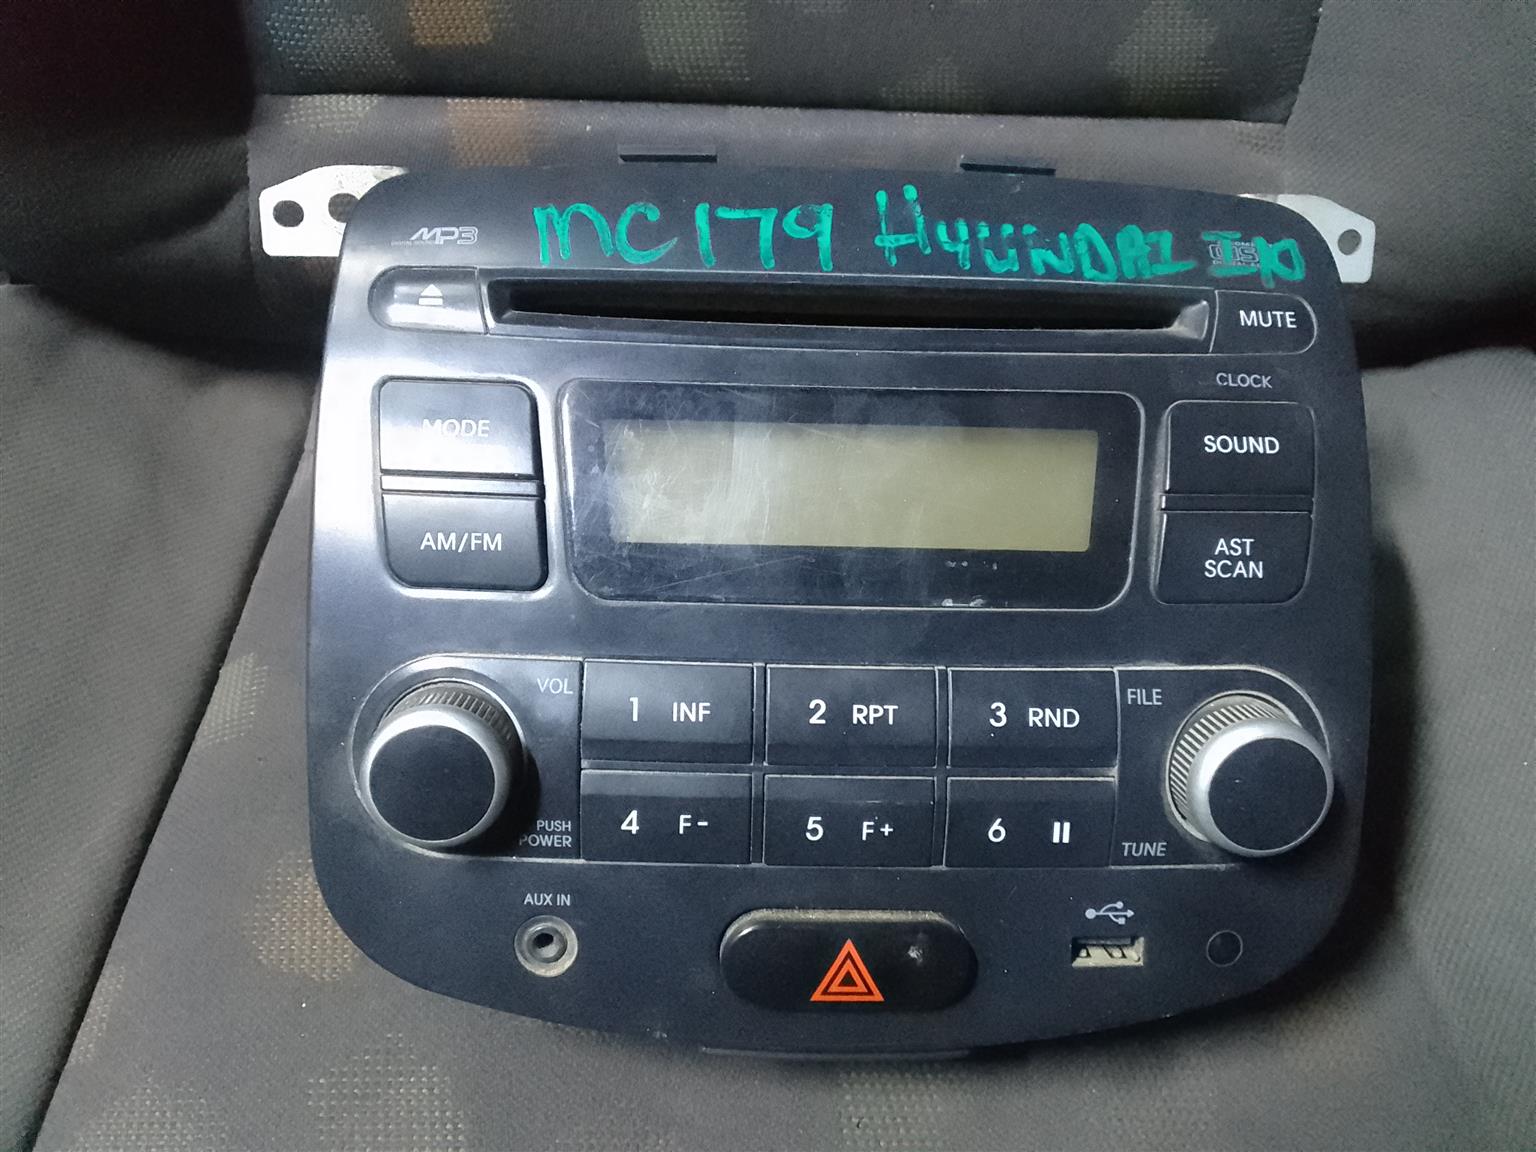 MC179 HYUNDAI I10
MP3
MUTE
CLOCK
MODE
SOUND
AM/FM
AST
SCAN
VOL
1 INF
2 RPT
3 RND
FILE
4 F-
5 F+
6
PUSH
POWER
TUNE
AUX IN